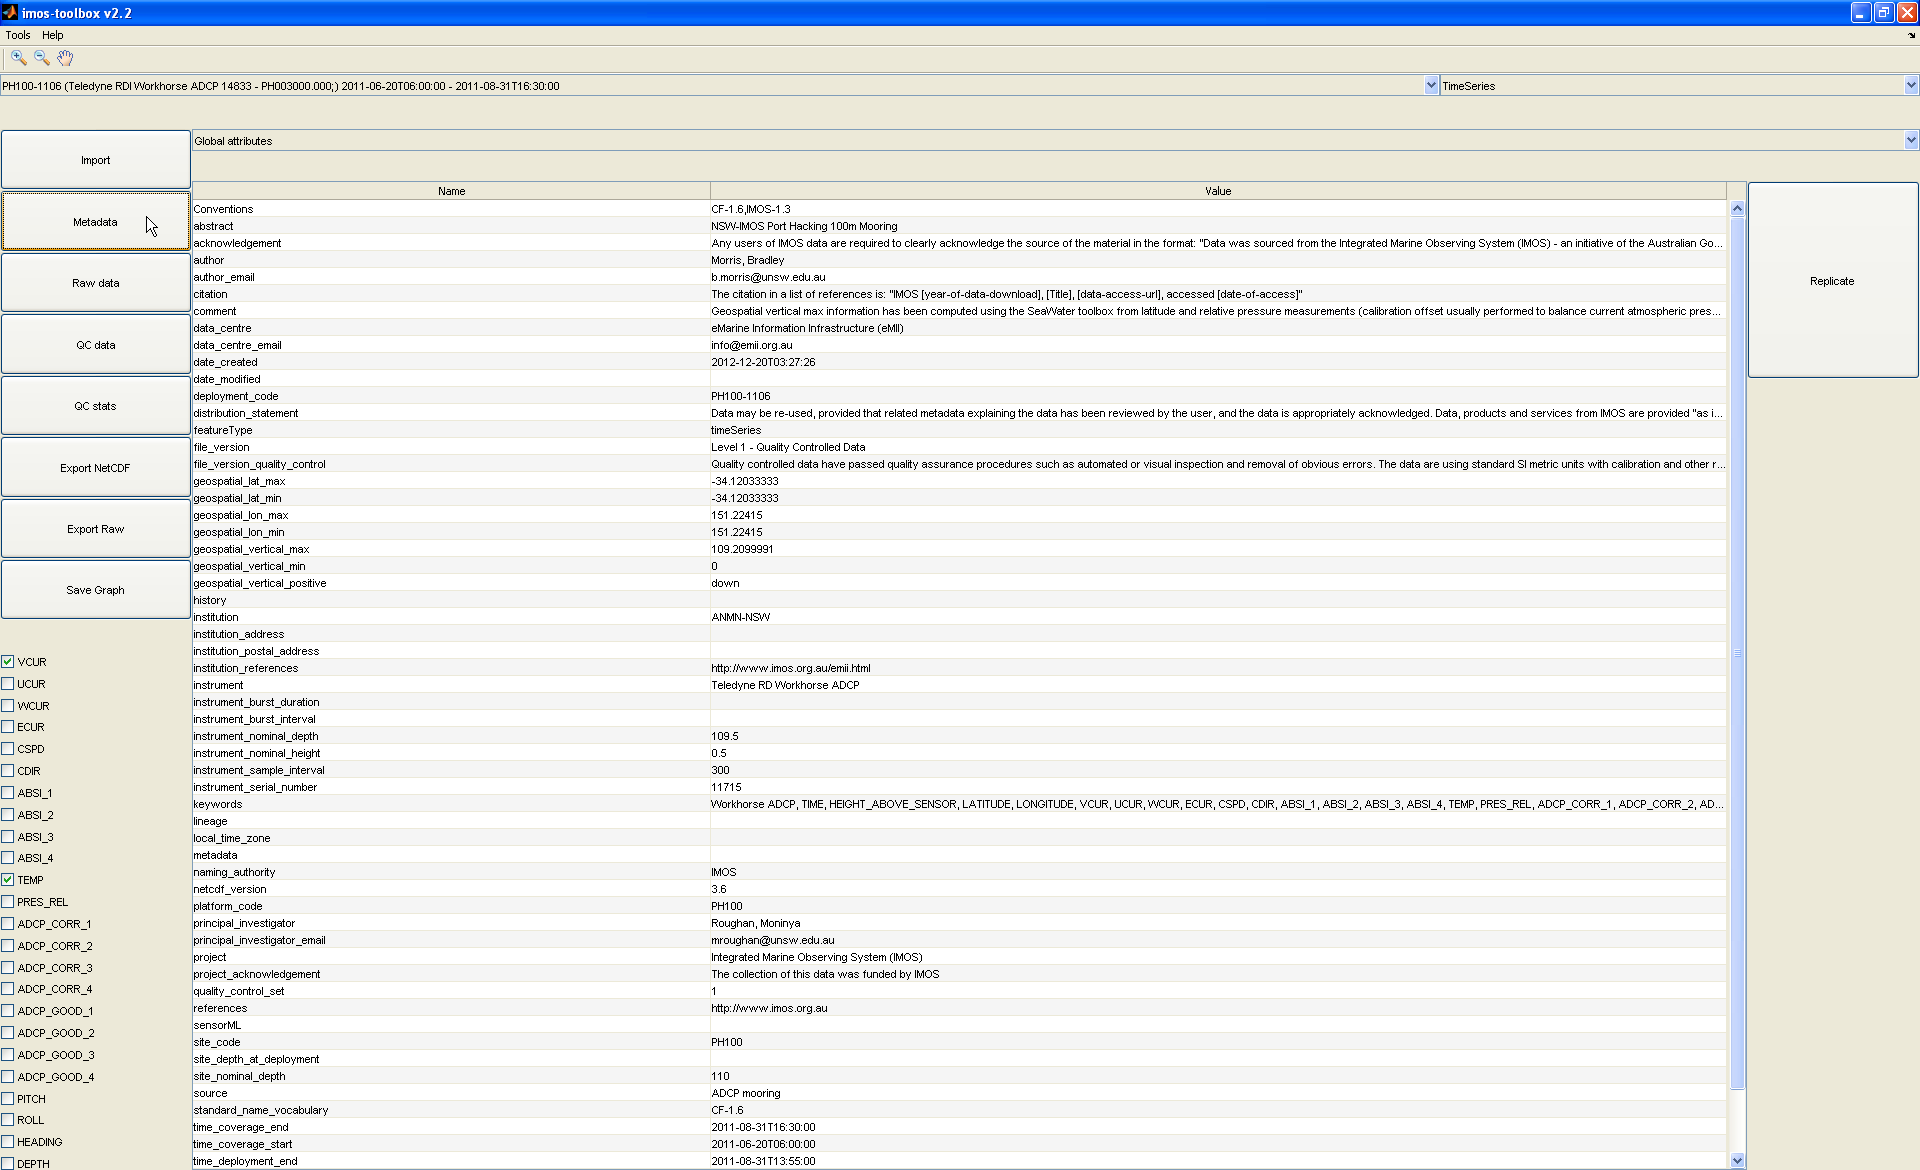 imos-toolbox v2.2
Tools Help
PH100-1106 (Teledyne RDI Workhorse ADCP 14833 - PH003000.000;) 2011-06-20T06:00:00 - 2011-08-31T16:30:00 TimeSeries
Global attributes
Import
Metadata
Raw data
QC data
QC stats
Export NetCDF
Export Raw
Save Graph
Name Value
Conventions CF-1.6,IMOS-1.3
abstract NSW-IMOS Port Hacking 100m Mooring
acknowledgement Any users of IMOS data are required to clearly acknowledge the source of the material in the format: "Data was sourced from the Integrated Marine Observing System (IMOS) - an initiative of the Australian Go...
author Morris, Bradley
author_email b.morris@unsw.edu.au
citation The citation in a list of references is: "IMOS [year-of-data-download], [Title], [data-access-url], accessed [date-of-access]"
comment Geospatial vertical max information has been computed using the SeaWater toolbox from latitude and relative pressure measurements (calibration offset usually performed to balance current atmospheric pres...
data_centre eMarine Information Infrastructure (eMII)
data_centre_email info@emii.org.au
date_created 2012-12-20T03:27:26
date_modified
deployment_code PH100-1106
distribution_statement Data may be re-used, provided that related metadata explaining the data has been reviewed by the user, and the data is appropriately acknowledged. Data, products and services from IMOS are provided "as i...
featureType timeSeries
file_version Level 1 - Quality Controlled Data
file_version_quality_control Quality controlled data have passed quality assurance procedures such as automated or visual inspection and removal of obvious errors. The data are using standard SI metric units with calibration and other r...
geospatial_lat_max -34.12033333
geospatial_lat_min -34.12033333
geospatial_lon_max 151.22415
geospatial_lon_min 151.22415
geospatial_vertical_max 109.2099991
geospatial_vertical_min 0
geospatial_vertical_positive down
history
institution ANMN-NSW
institution_address
institution_postal_address
institution_references http://www.imos.org.au/emii.html
instrument Teledyne RD Workhorse ADCP
instrument_burst_duration
instrument_burst_interval
instrument_nominal_depth 109.5
instrument_nominal_height 0.5
instrument_sample_interval 300
instrument_serial_number 11715
keywords Workhorse ADCP, TIME, HEIGHT_ABOVE_SENSOR, LATITUDE, LONGITUDE, VCUR, UCUR, WCUR, ECUR, CSPD, CDIR, ABSI_1, ABSI_2, ABSI_3, ABSI_4, TEMP, PRES_REL, ADCP_CORR_1, ADCP_CORR_2, AD...
lineage
local_time_zone
metadata
naming_authority IMOS
netcdf_version 3.6
platform_code PH100
principal_investigator Roughan, Moninya
principal_investigator_email mroughan@unsw.edu.au
project Integrated Marine Observing System (IMOS)
project_acknowledgement The collection of this data was funded by IMOS
quality_control_set 1
references http://www.imos.org.au
sensorML
site_code PH100
site_depth_at_deployment
site_nominal_depth 110
source ADCP mooring
standard_name_vocabulary CF-1.6
time_coverage_end 2011-08-31T16:30:00
time_coverage_start 2011-06-20T06:00:00
time_deployment_end 2011-08-31T13:55:00
Replicate
VCUR
UCUR
WCUR
ECUR
CSPD
CDIR
ABSI_1
ABSI_2
ABSI_3
ABSI_4
TEMP
PRES_REL
ADCP_CORR_1
ADCP_CORR_2
ADCP_CORR_3
ADCP_CORR_4
ADCP_GOOD_1
ADCP_GOOD_2
ADCP_GOOD_3
ADCP_GOOD_4
PITCH
ROLL
HEADING
DEPTH